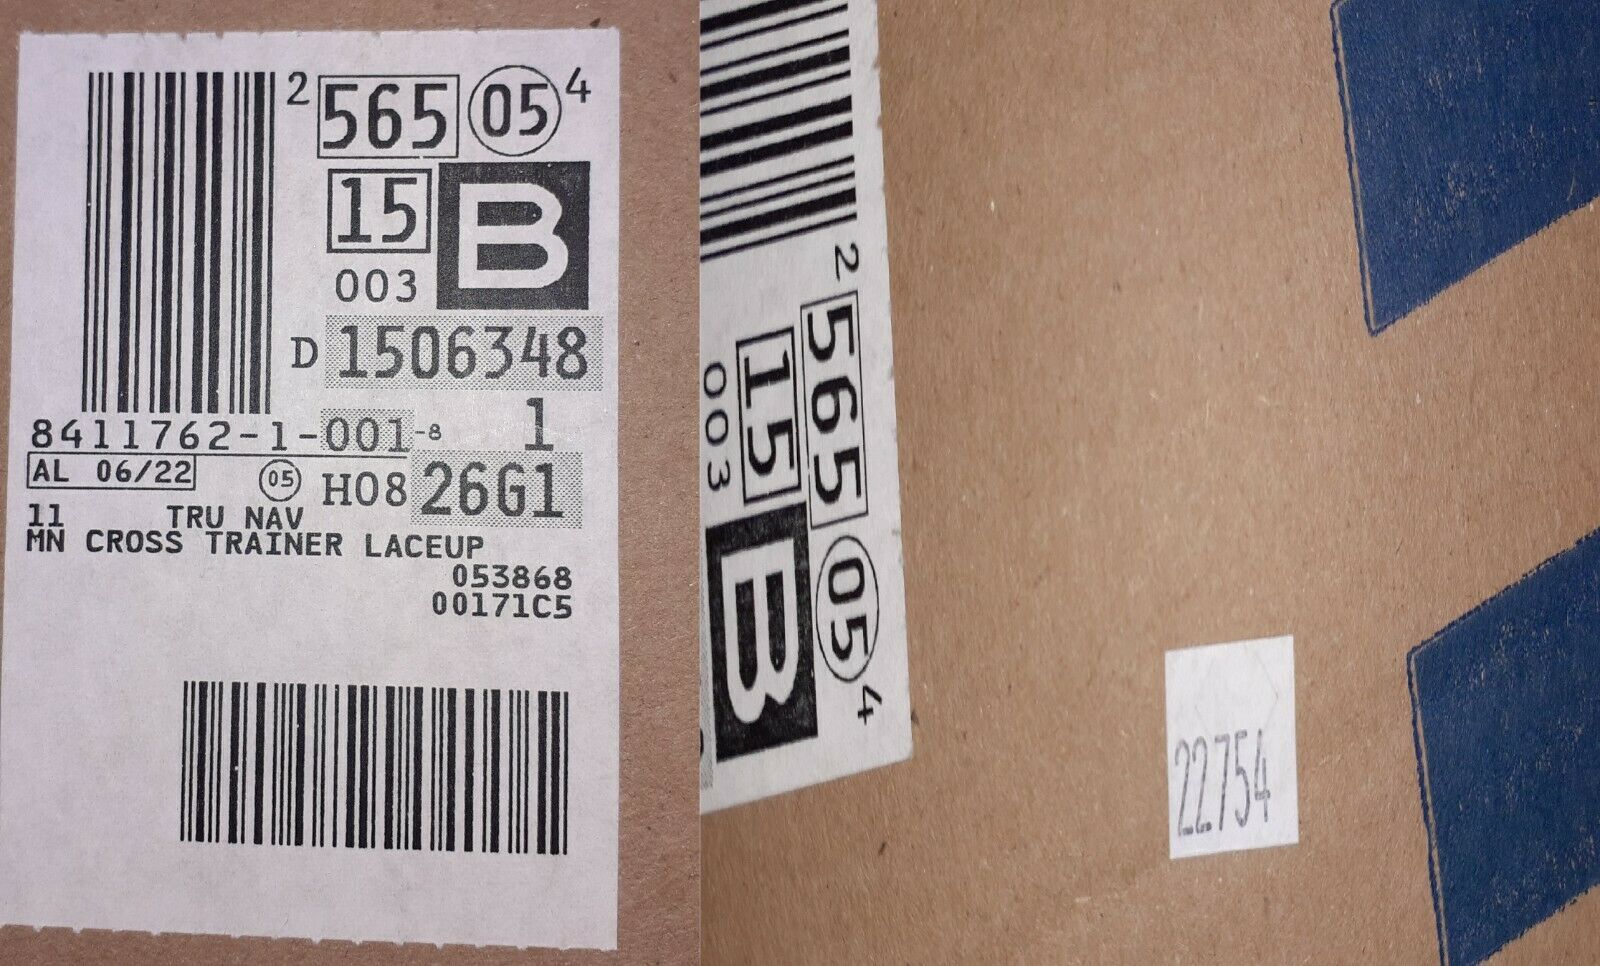 2 565 05 4
15 B
003
D 1506348
8411762-1-001-8 1
AL 06/22 05 H08 26G1
11 TRU NAV
MN CROSS TRAINER LACEUP
053868
00171C5
2 565 05 4
15 B
003
22754